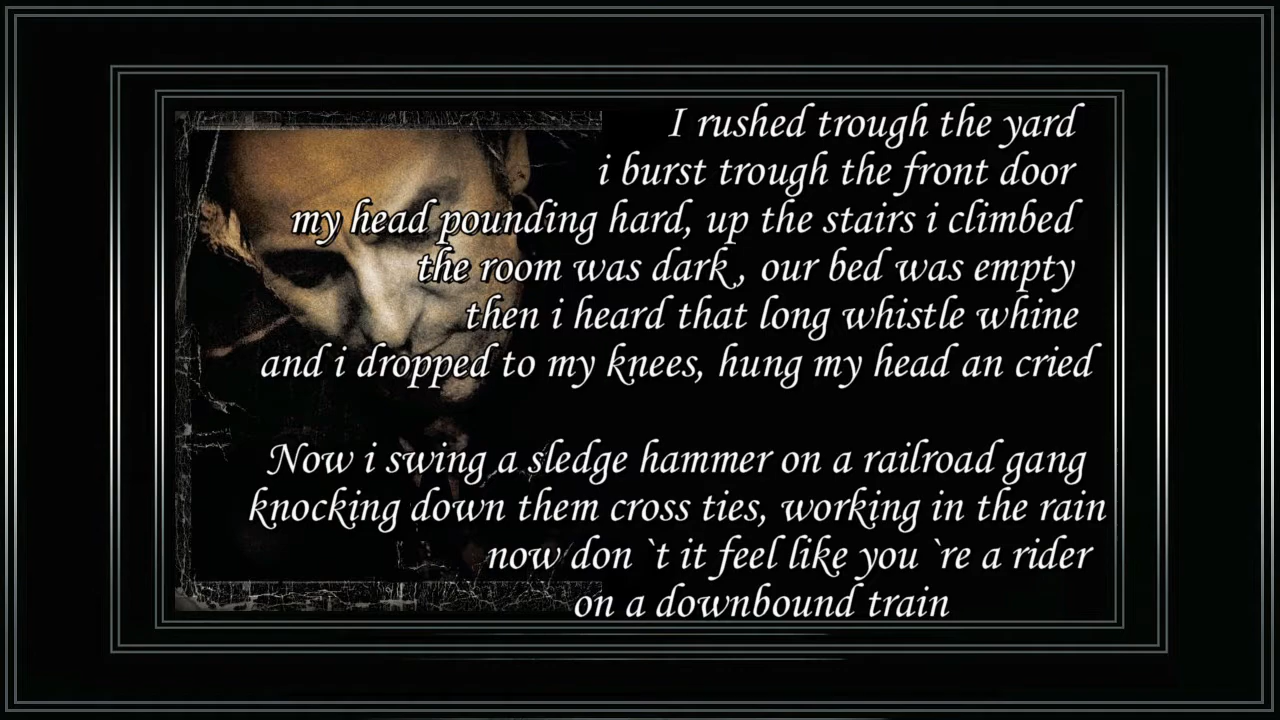 I rushed trough the yard
i burst trough the front door
my head pounding hard, up the stairs i climbed
the room was dark , our bed was empty
then i heard that long whistle whine
and i dropped to my knees, hung my head an cried
Now i swing a sledge hammer on a railroad gang
knocking down them cross ties, working in the rain
now don `t it feel like you `re a rider
on a downbound train